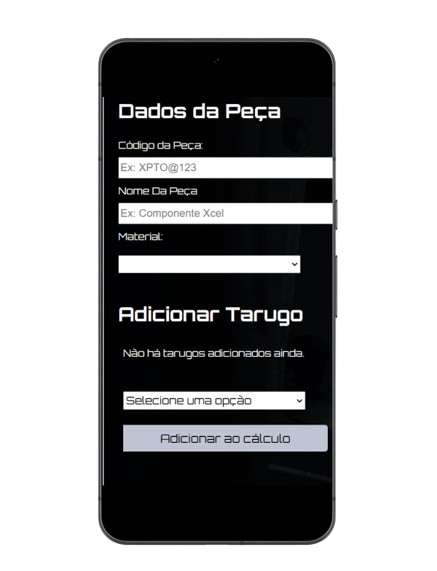 Dados da Peça
Código da Peça:
Ex: XPTO@123
Nome Da Peça
Ex: Componente Xcel
Material:
Adicionar Tarugo
Não há tarugos adicionados ainda.
Selecione uma opção
Adicionar ao cálculo